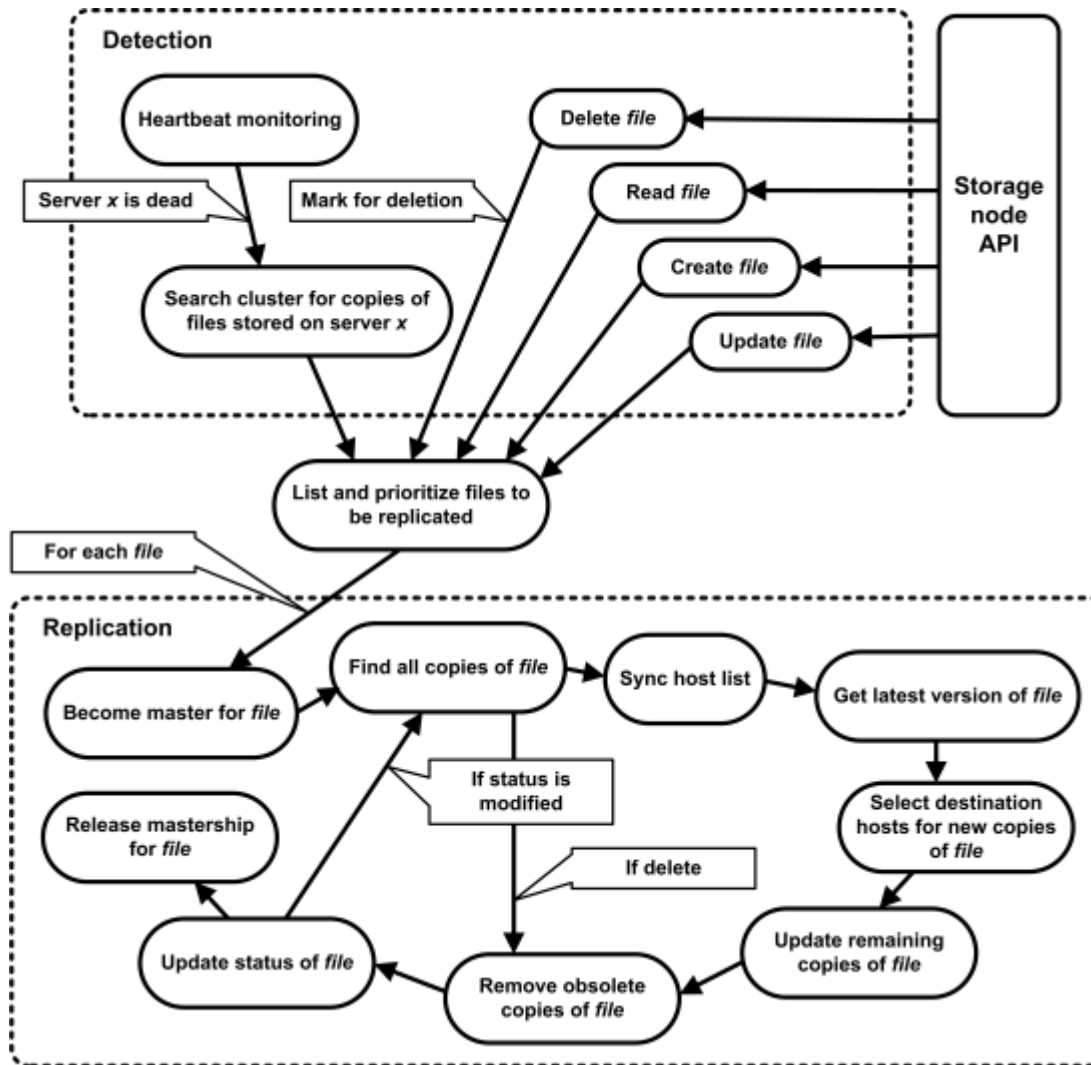 Detection
Heartbeat monitoring
Server x is dead
Search cluster for copies of
files stored on server x
Mark for deletion
Delete file
Read file
Create file
Update file
Storage
node
API
List and prioritize files to
be replicated
For each file
Replication
Become master for file
Find all copies of file
Sync host list
Get latest version of file
If status is
modified
Select destination
hosts for new copies
of file
Release mastership
for file
If delete
Update status of file
Remove obsolete
copies of file
Update remaining
copies of file